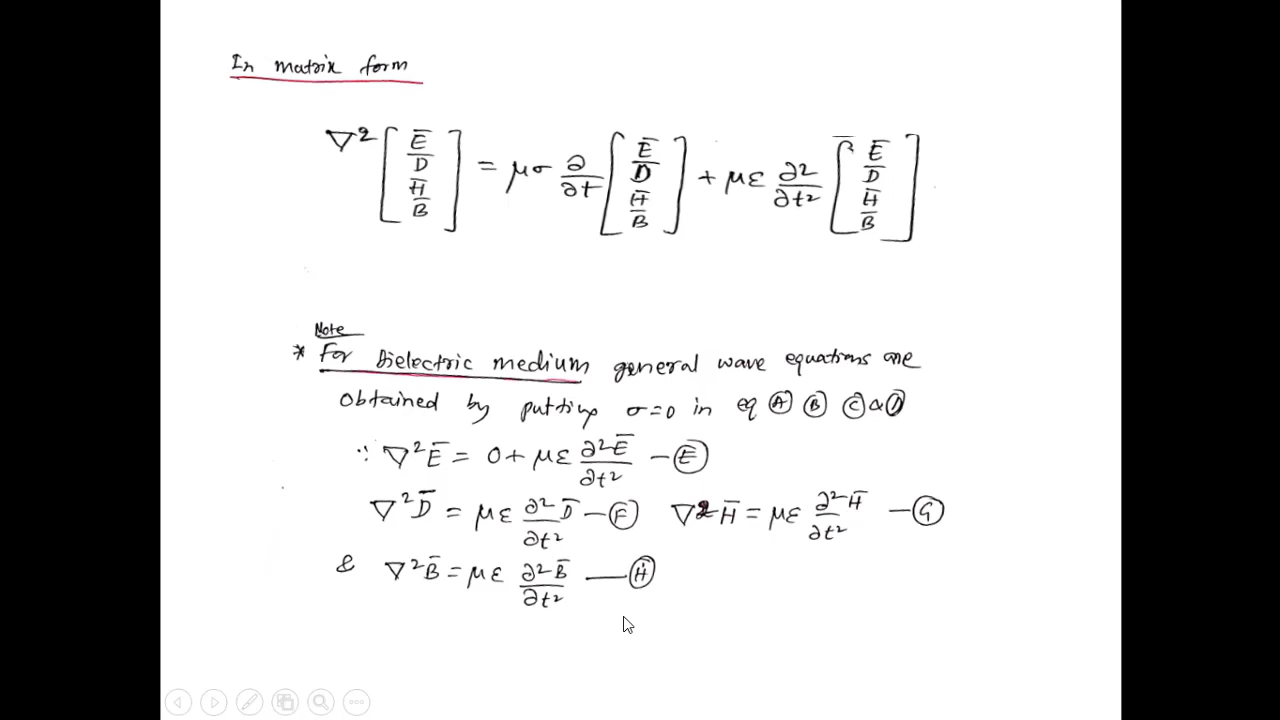 In matrix form
∇² [ Ē D̄ H̄ B̄ ] = μσ ∂/∂t [ Ē D̄ H̄ B̄ ] + με ∂²/∂t² [ Ē D̄ H̄ B̄ ]
Note
* For Dielectric medium general wave equations are
obtained by putting σ=0 in eq Ⓐ Ⓑ Ⓒ & Ⓓ
∵ ∇²Ē = 0 + με ∂²Ē/∂t² — Ⓔ
∇²D̄ = με ∂²D̄/∂t² — Ⓕ ∇²H̄ = με ∂²H̄/∂t² — Ⓖ
& ∇²B̄ = με ∂²B̄/∂t² — Ⓗ